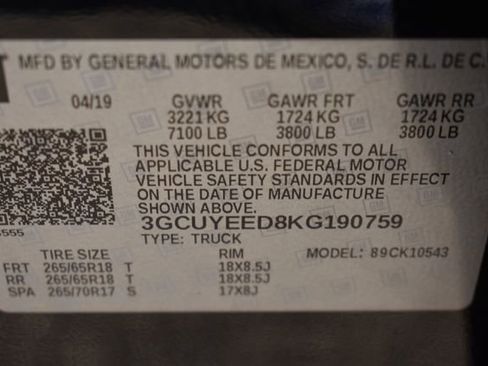 MFD BY GENERAL MOTORS DE MEXICO, S. DE R.L. DE C.
04/19 GVWR GAWR FRT GAWR RR
3221 KG 1724 KG 1724 KG
7100 LB 3800 LB 3800 LB
THIS VEHICLE CONFORMS TO ALL
APPLICABLE U.S. FEDERAL MOTOR
VEHICLE SAFETY STANDARDS IN EFFECT
ON THE DATE OF MANUFACTURE
SHOWN ABOVE.
3GCUYEED8KG190759
TYPE: TRUCK MODEL: 89CK10543
TIRE SIZE RIM
FRT 265/65R18 T 18X8.5J
RR 265/65R18 T 18X8.5J
SPA 265/70R17 S 17X8J